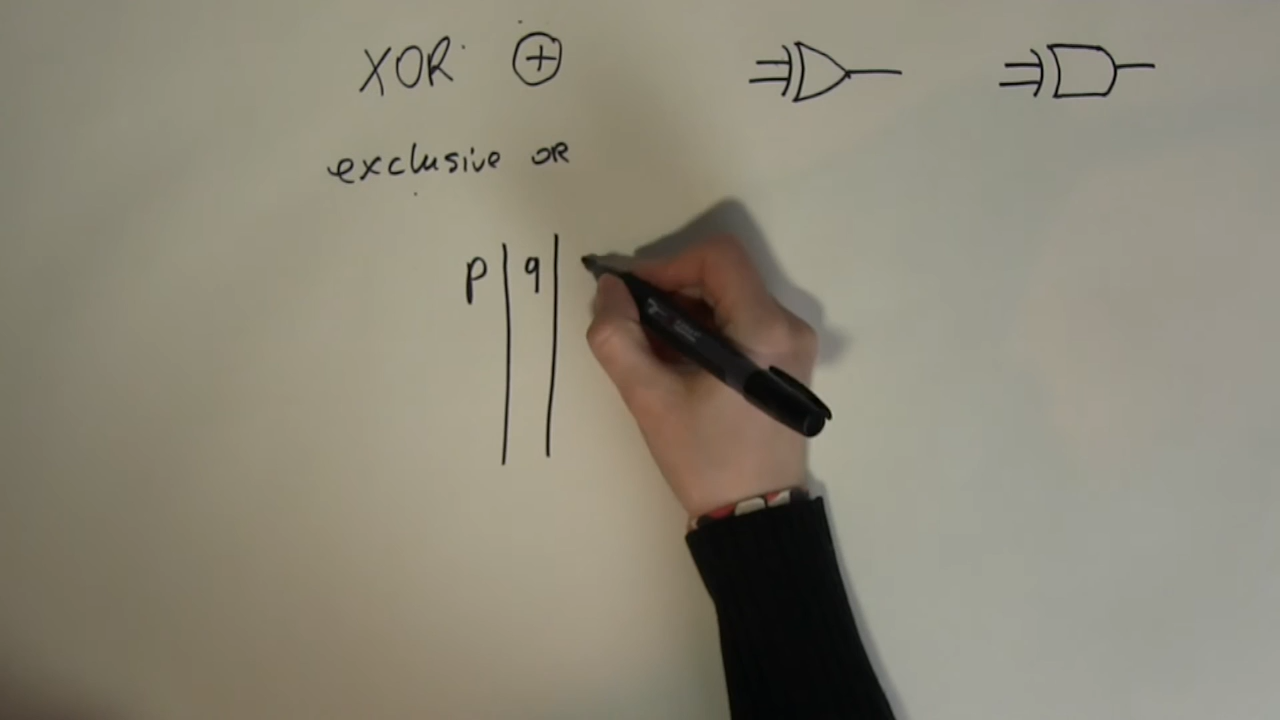 XOR ⊕
exclusive OR
p q